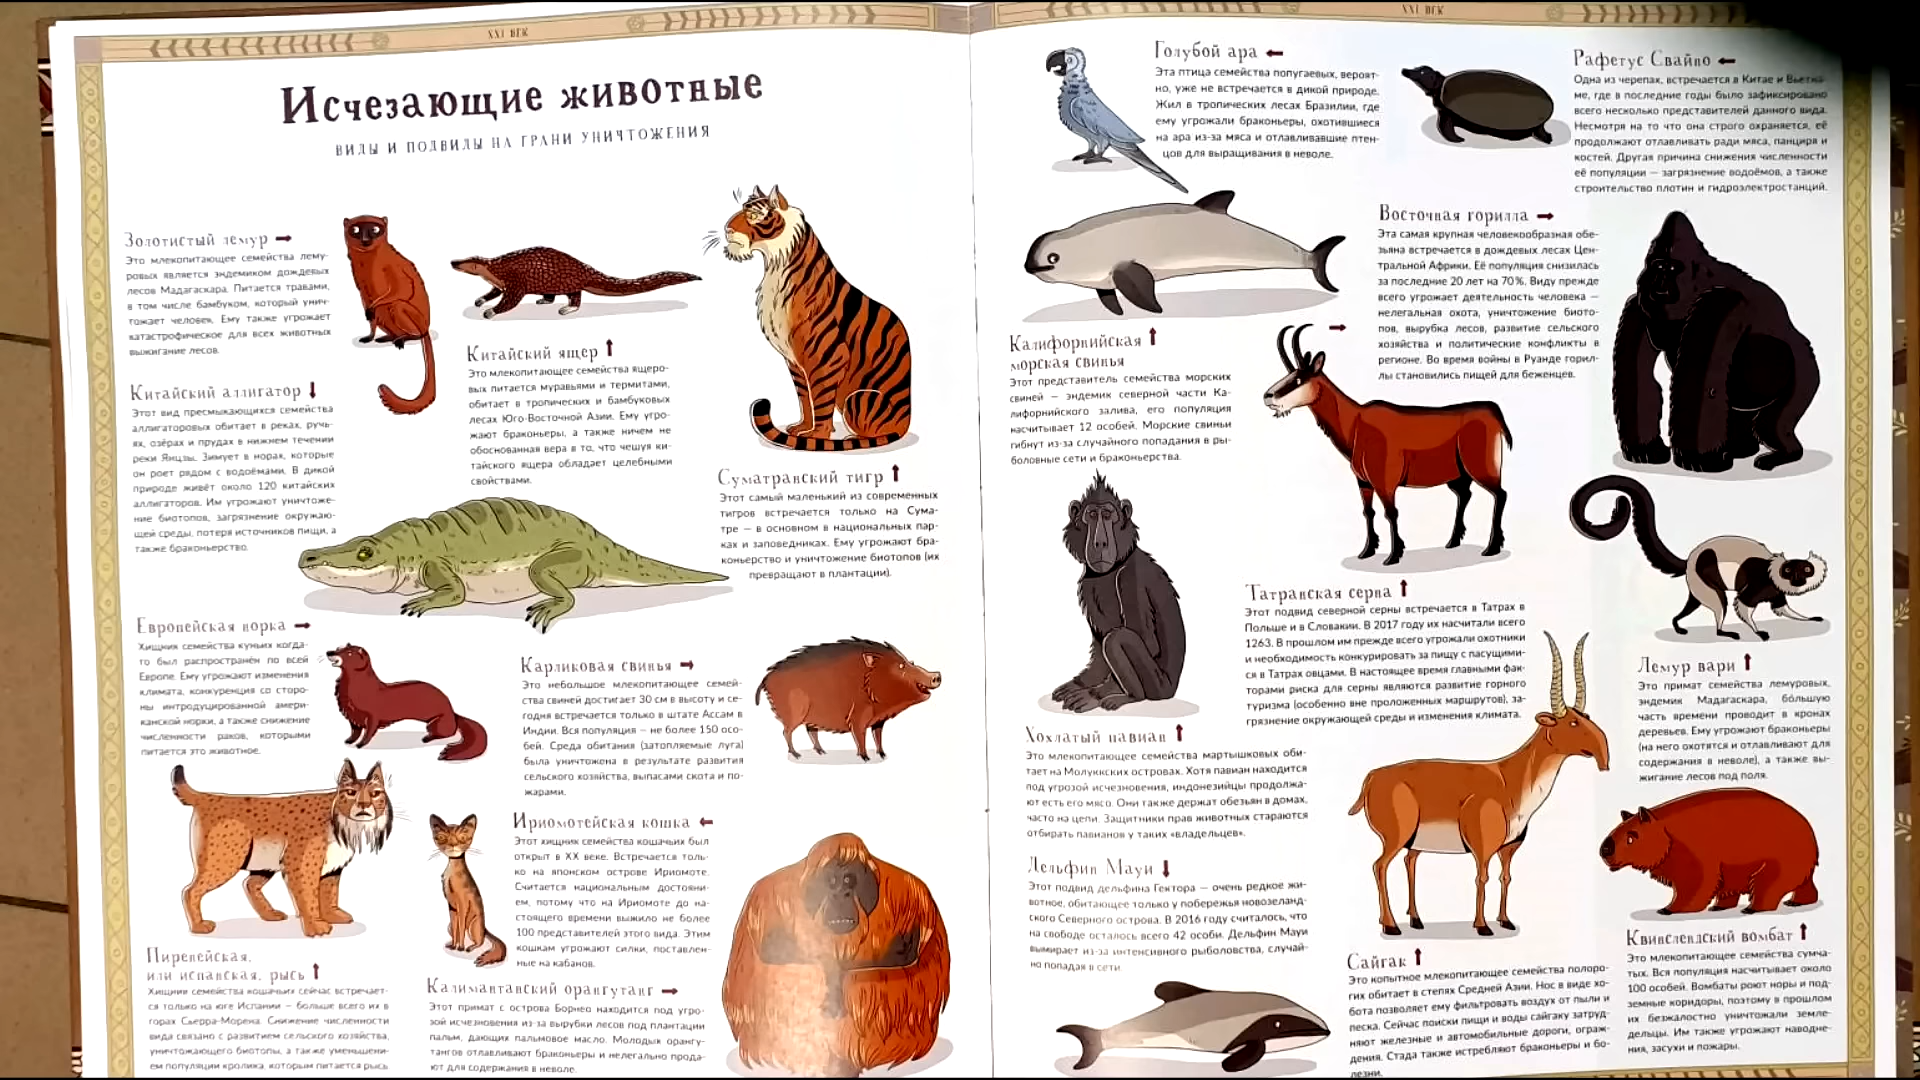 XXI ВЕК
Исчезающие животные
ВИДЫ И ПОДВИДЫ НА ГРАНИ УНИЧТОЖЕНИЯ
Золотистый лемур
Это млекопитающее семейства лему-
ровых является эндемиком дождевых
лесов Мадагаскара. Питается травами,
в том числе бамбуком, который унич-
тожает человек. Ему также угрожает
катастрофическое для всех животных
выжигание лесов.
Китайский аллигатор
Этот вид пресмыкающихся семейства
аллигаторовых обитает в реках, ручь-
ях, озёрах и прудах в нижнем течении
реки Янцзы. Зимует в норах, которые
он роет рядом с водоёмами. В дикой
природе живёт около 120 китайских
аллигаторов. Им угрожают уничтоже-
ние биотопов, загрязнение окружаю-
щей среды, потеря источников пищи, а
также браконьерство.
Китайский ящер
Это млекопитающее семейства ящеро-
вых питается муравьями и термитами,
обитает в тропических и бамбуковых
лесах Юго-Восточной Азии. Ему угро-
жают браконьеры, а также ничем не
обоснованная вера в то, что чешуя ки-
тайского ящера обладает целебными
свойствами.
Суматранский тигр
Этот самый маленький из современных
тигров встречается только на Сума-
тре — в основном в национальных пар-
ках и заповедниках. Ему угрожают бра-
коньерство и уничтожение биотопов (их
превращают в плантации).
Европейская норка
Хищник семейства куньих когда-
то был распространён по всей
Европе. Ему угрожают изменения
климата, конкуренция со сторо-
ны интродуцированной амери-
канской норки, а также снижение
численности раков, которыми
питается это животное.
Карликовая свинья
Это небольшое млекопитающее семей-
ства свиней достигает 30 см в высоту и се-
годня встречается только в штате Ассам в
Индии. Вся популяция — не более 150 осо-
бей. Среда обитания (затопляемые луга)
была уничтожена в результате развития
сельского хозяйства, выпасами скота и по-
жарами.
Ириомотейская кошка
Этот хищник семейства кошачьих был
открыт в XX веке. Встречается толь-
ко на японском острове Ириомоте.
Считается национальным достояни-
ем, потому что на Ириомоте до на-
стоящего времени выжило не более
100 представителей этого вида. Этим
кошкам угрожают силки, поставлен-
ные на кабанов.
Пиренейская,
или испанская, рысь
Хищник семейства кошачьих сейчас встречает-
ся только на юге Испании — больше всего их в
горах Сьерра-Морена. Снижение численности
вида связано с развитием сельского хозяйства,
уничтожающего биотопы, а также уменьшени-
ем популяции кролика, которым питается рысь
Калимантанский орангутанг
Этот примат с острова Борнео находится под угро-
зой исчезновения из-за вырубки лесов под плантации
пальм, дающих пальмовое масло. Молодых орангу-
тангов отлавливают браконьеры и нелегально прода-
ют для содержания в неволе.
XXI ВЕК
Голубой ара
Эта птица семейства попугаевых, вероят-
но, уже не встречается в дикой природе.
Жил в тропических лесах Бразилии, где
ему угрожали браконьеры, охотившиеся
на ара из-за мяса и отлавливавшие птен-
цов для выращивания в неволе.
Рафетус Свайно
Одна из черепах, встречается в Китае и Вьетна-
ме, где в последние годы было зафиксировано
всего несколько представителей данного вида.
Несмотря на то что она строго охраняется, её
продолжают отлавливать ради мяса, панциря и
костей. Другая причина снижения численности
её популяции — загрязнение водоёмов, а также
строительство плотин и гидроэлектростанций.
Восточная горилла
Эта самая крупная человекообразная обе-
зьяна встречается в дождевых лесах Цен-
тральной Африки. Её популяция снизилась
за последние 20 лет на 70%. Виду прежде
всего угрожает деятельность человека —
нелегальная охота, уничтожение биото-
пов, вырубка лесов, развитие сельского
хозяйства и политические конфликты в
регионе. Во время войны в Руанде горил-
лы становились пищей для беженцев.
Калифорнийская
морская свинья
Этот представитель семейства морских
свиней — эндемик северной части Ка-
лифорнийского залива, его популяция
насчитывает 12 особей. Морские свиньи
гибнут из-за случайного попадания в ры-
боловные сети и браконьерства.
Татранская серна
Этот подвид северной серны встречается в Татрах в
Польше и в Словакии. В 2017 году их насчитали всего
1263. В прошлом им прежде всего угрожали охотники
и необходимость конкурировать за пищу с пасущими-
ся в Татрах овцами. В настоящее время главными фак-
торами риска для серны являются развитие горного
туризма (особенно вне проложенных маршрутов), за-
грязнение окружающей среды и изменения климата.
Лемур вари
Это примат семейства лемуровых,
эндемик Мадагаскара, бо́льшую
часть времени проводит в кронах
деревьев. Ему угрожают браконьеры
(на него охотятся и отлавливают для
содержания в неволе), а также вы-
жигание лесов под поля.
Хохлатый павиан
Это млекопитающее семейства мартышковых оби-
тает на Молуккских островах. Хотя павиан находится
под угрозой исчезновения, индонезийцы продолжа-
ют есть его мясо. Они также держат обезьян в домах,
часто на цепи. Защитники прав животных стараются
отбирать павианов у таких «владельцев».
Дельфин Мауи
Этот подвид дельфина Гектора — очень редкое жи-
вотное, обитающее только у побережья новозеланд-
ского Северного острова. В 2016 году считалось, что
на свободе осталось всего 42 особи. Дельфин Мауи
вымирает из-за интенсивного рыболовства, случай-
но попадая в сети.
Сайгак
Это копытное млекопитающее семейства полоро-
гих обитает в степях Средней Азии. Нос в виде хо-
бота позволяет ему фильтровать воздух от пыли и
песка. Сейчас поиски пищи и воды сайгаку затруд-
няют железные и автомобильные дороги, ограж-
дения. Стада также истребляют браконьеры и бо-
лезни.
Квинслендский вомбат
Это млекопитающее семейства сумча-
тых. Вся популяция насчитывает около
100 особей. Вомбаты роют норы и под-
земные коридоры, поэтому в прошлом
их безжалостно уничтожали земле-
дельцы. Им также угрожают наводне-
ния, засухи и пожары.